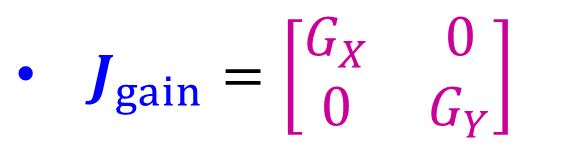 • J_gain = [G_X 0
0 G_Y]